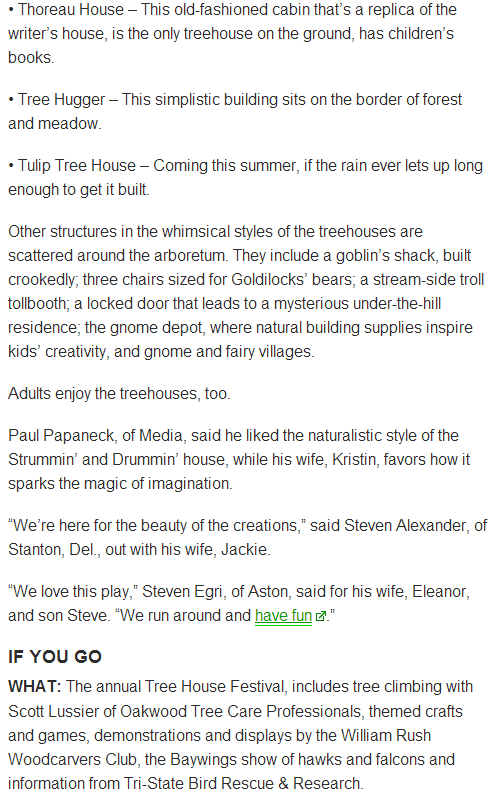 • Thoreau House – This old-fashioned cabin that’s a replica of the
writer’s house, is the only treehouse on the ground, has children’s
books.
• Tree Hugger – This simplistic building sits on the border of forest
and meadow.
• Tulip Tree House – Coming this summer, if the rain ever lets up long
enough to get it built.
Other structures in the whimsical styles of the treehouses are
scattered around the arboretum. They include a goblin’s shack, built
crookedly; three chairs sized for Goldilocks’ bears; a stream-side troll
tollbooth; a locked door that leads to a mysterious under-the-hill
residence; the gnome depot, where natural building supplies inspire
kids’ creativity, and gnome and fairy villages.
Adults enjoy the treehouses, too.
Paul Papaneck, of Media, said he liked the naturalistic style of the
Strummin’ and Drummin’ house, while his wife, Kristin, favors how it
sparks the magic of imagination.
“We’re here for the beauty of the creations,” said Steven Alexander, of
Stanton, Del., out with his wife, Jackie.
“We love this play,” Steven Egri, of Aston, said for his wife, Eleanor,
and son Steve. “We run around and have fun.”
IF YOU GO
WHAT: The annual Tree House Festival, includes tree climbing with
Scott Lussier of Oakwood Tree Care Professionals, themed crafts
and games, demonstrations and displays by the William Rush
Woodcarvers Club, the Baywings show of hawks and falcons and
information from Tri-State Bird Rescue & Research.